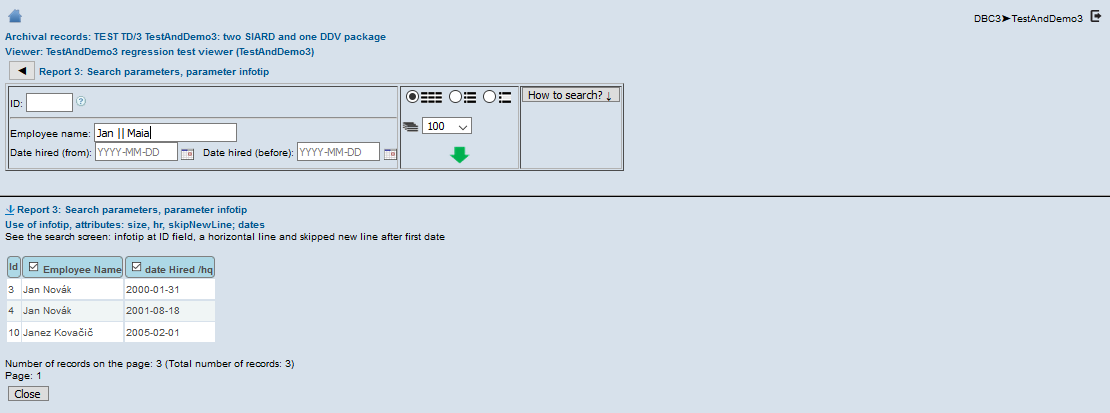 DBC3➤TestAndDemo3
Archival records: TEST TD/3 TestAndDemo3: two SIARD and one DDV package
Viewer: TestAndDemo3 regression test viewer (TestAndDemo3)
◄ Report 3: Search parameters, parameter infotip
ID: ?
How to search? ↓
Employee name: Jan || Maia
100
Date hired (from): YYYY-MM-DD Date hired (before): YYYY-MM-DD
Report 3: Search parameters, parameter infotip
Use of infotip, attributes: size, hr, skipNewLine; dates
See the search screen: infotip at ID field, a horizontal line and skipped new line after first date
Id Employee Name date Hired /hq
3 Jan Novák 2000-01-31
4 Jan Novák 2001-08-18
10 Janez Kovačič 2005-02-01
Number of records on the page: 3 (Total number of records: 3)
Page: 1
Close